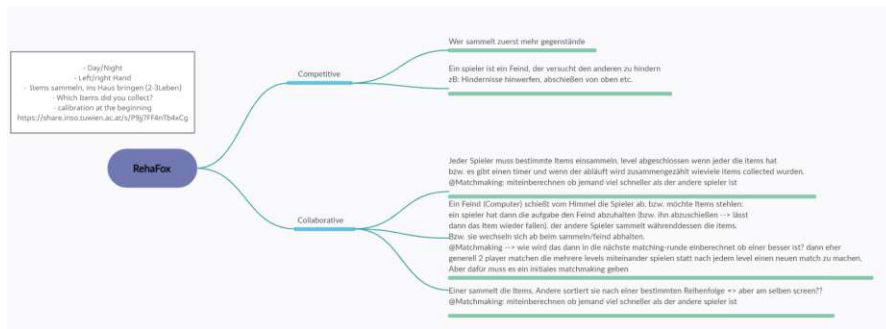 - Day/Night
- Left/right Hand
- Items sammeln, ins Haus bringen (2-3Leben)
- Which Items did you collect?
- calibration at the beginning
https://share.inso.tuwien.ac.at/s/P9jj7FF4nTb4xCg
RehaFox
Competitive
Wer sammelt zuerst mehr gegenstände
Ein spieler ist ein Feind, der versucht den anderen zu hindern
zB: Hindernisse hinwerfen, abschießen von oben etc.
Collaborative
Jeder Spieler muss bestimmte Items einsammeln, level abgeschlossen wenn jeder die items hat
bzw. es gibt einen timer und wenn der abläuft wird zusammengezählt wieviele items collected wurden.
@Matchmaking: miteinberechnen ob jemand viel schneller als der andere spieler ist
Ein Feind (Computer) schießt vom Himmel die Spieler ab, bzw. möchte Items stehlen:
ein spieler hat dann die aufgabe den Feind abzuhalten (bzw. ihn abzuschießen --> lässt
dann das Item wieder fallen), der andere Spieler sammelt währenddessen die items.
Bzw. sie wechseln sich ab beim sammeln/feind abhalten.
@Matchmaking --> wie wird das dann in die nächste matching-runde einberechnet ob einer besser ist? dann eher
generell 2 player matchen die mehrere levels miteinander spielen statt nach jedem level einen neuen match zu machen.
Aber dafür muss es ein initiales matchmaking geben
Einer sammelt die Items. Andere sortiert sie nach einer bestimmten Reihenfolge => aber am selben screen??
@Matchmaking: miteinberechnen ob jemand viel schneller als der andere spieler ist